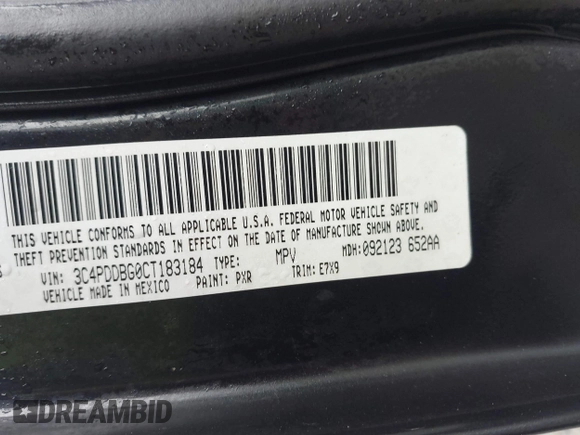 THIS VEHICLE CONFORMS TO ALL APPLICABLE U.S.A. FEDERAL MOTOR VEHICLE SAFETY AND
THEFT PREVENTION STANDARDS IN EFFECT ON THE DATE OF MANUFACTURE SHOWN ABOVE.
VIN: 3C4PDDBG0CT183184 TYPE: MPV MDH:092123 652AA
VEHICLE MADE IN MEXICO PAINT: PXR TRIM: E7X9
DREAMBID